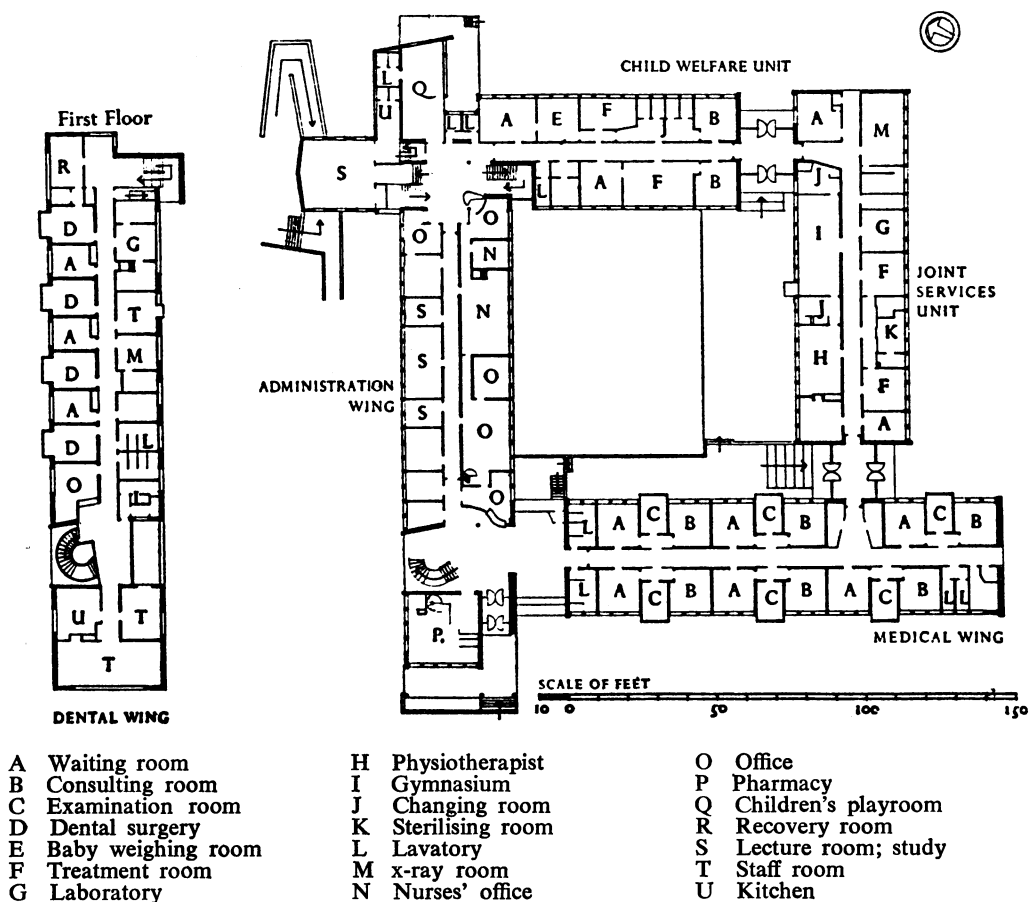 First Floor
R
D
G
A
D
T
A
M
D
A
L
D
O
L
U
T
T
DENTAL WING
CHILD WELFARE UNIT
L
Q
U
L L
A
E
F
B
S
L
A
F
B
A
M
J
I
G
F
K
H
F
A
JOINT
SERVICES
UNIT
O
O
N
S
N
S
O
S
O
O
ADMINISTRATION
WING
P.
L
A
C
B
A
C
B
A
C
B
L
A
C
B
A
C
B
A
C
B
L L
MEDICAL WING
SCALE OF FEET
10 0 50 100 150
A Waiting room
B Consulting room
C Examination room
D Dental surgery
E Baby weighing room
F Treatment room
G Laboratory
H Physiotherapist
I Gymnasium
J Changing room
K Sterilising room
L Lavatory
M x-ray room
N Nurses' office
O Office
P Pharmacy
Q Children's playroom
R Recovery room
S Lecture room; study
T Staff room
U Kitchen